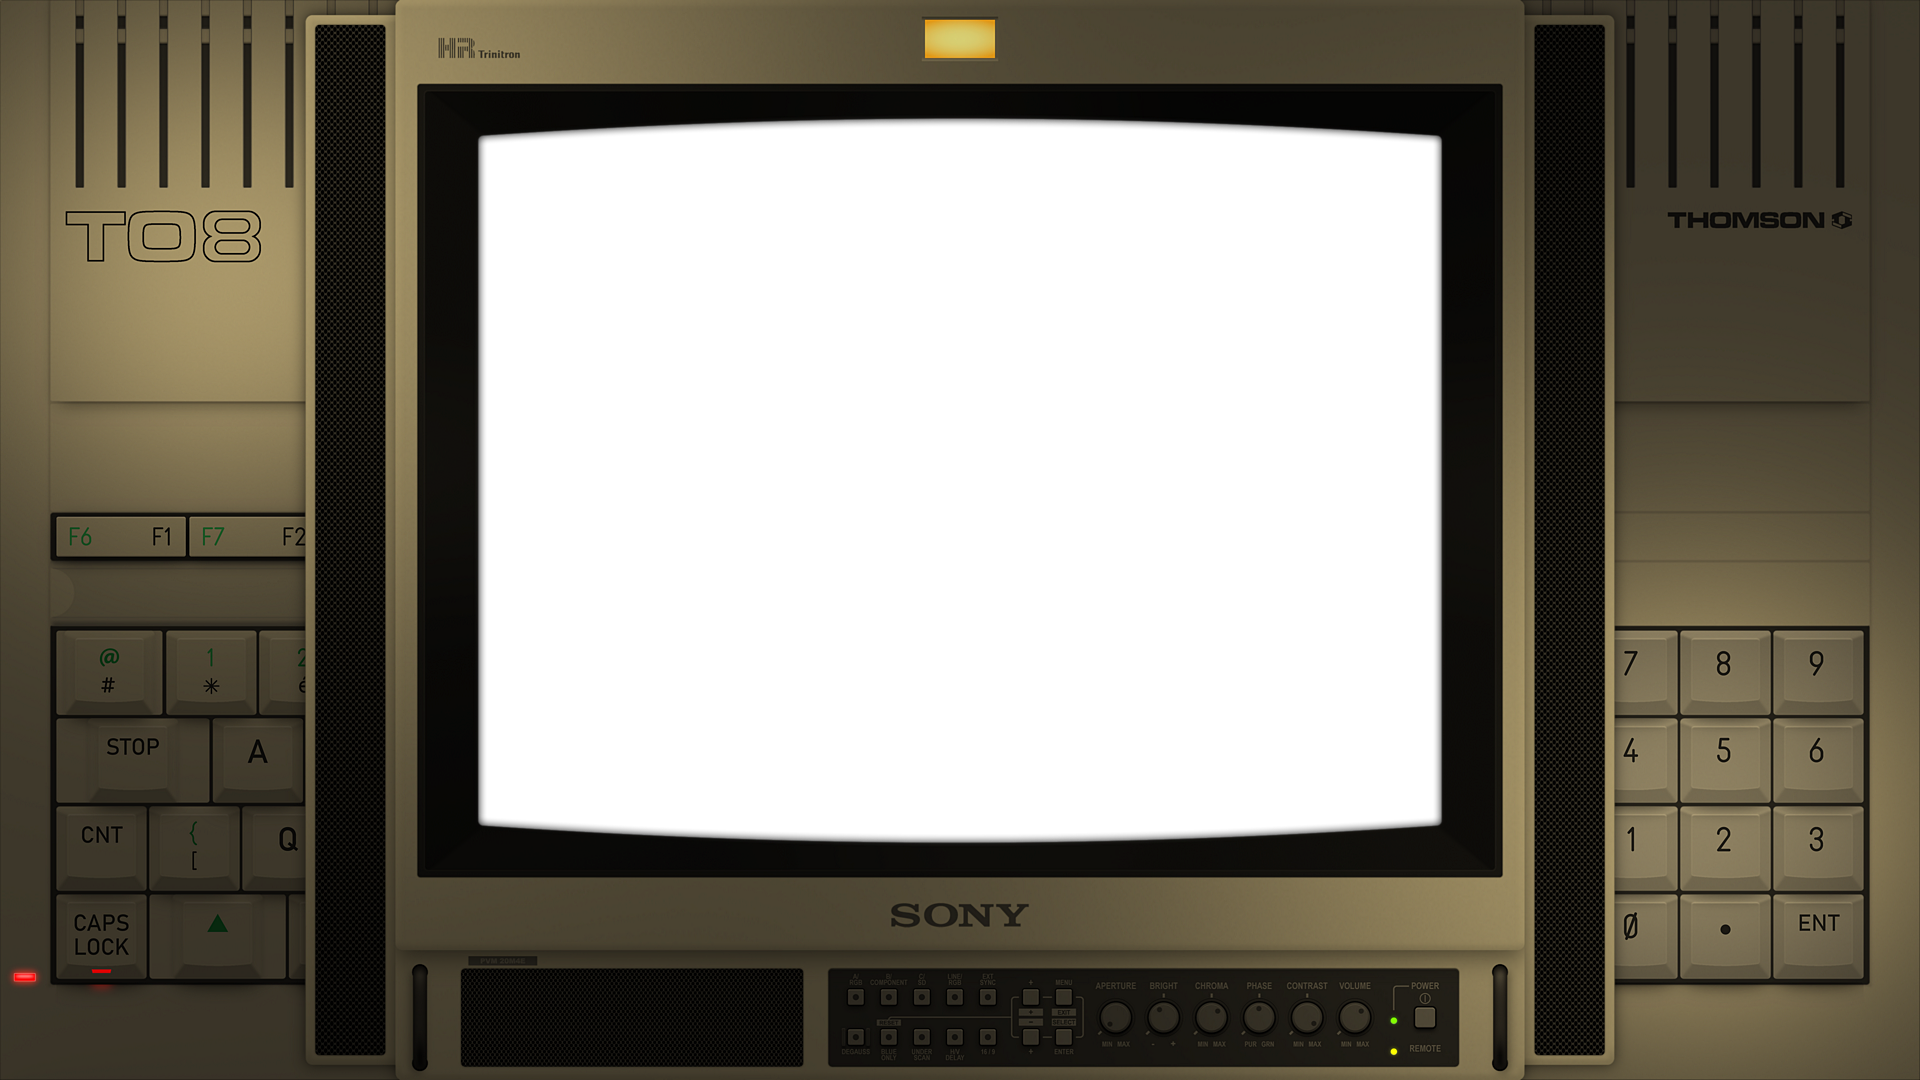 HR Trinitron
TO8
THOMSON
F6 F1 F7 F2
@
#
1
*
2
é
STOP A
CNT
{
[
Q
CAPS
LOCK
7 8 9
4 5 6
1 2 3
0 . ENT
SONY
PVM 20M4E
A/
RGB
B/
COMPONENT
C/
SD
LINE/
RGB
EXT
SYNC
MENU
RESET
EXIT
SELECT
DEGAUSS
BLUE
ONLY
UNDER
SCAN
H/V
DELAY
16/9
ENTER
APERTURE BRIGHT CHROMA PHASE CONTRAST VOLUME
MIN MAX - + MIN MAX PUR GRN MIN MAX MIN MAX
POWER
REMOTE